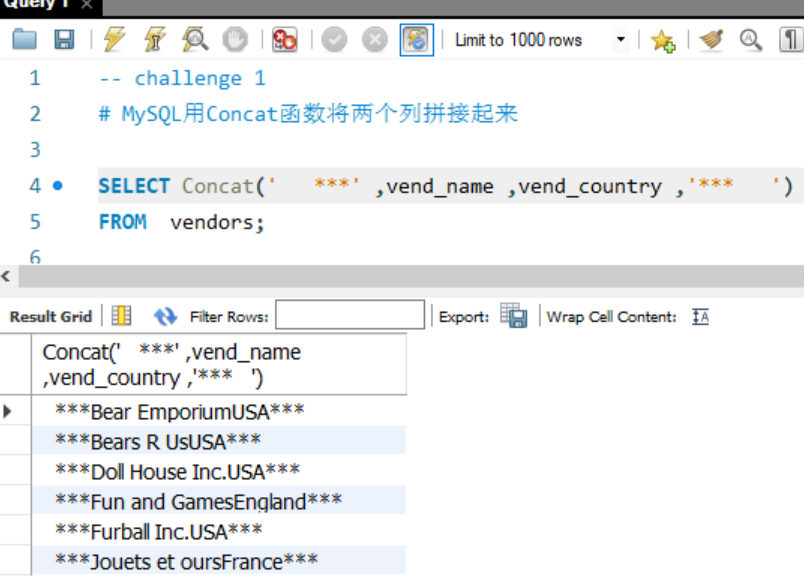 Query 1 ×
Limit to 1000 rows
1 -- challenge 1
2 # MySQL用Concat函数将两个列拼接起来
3
4 SELECT Concat('   ***' ,vend_name ,vend_country ,'***   ')
5 FROM  vendors;
6
Result Grid Filter Rows: Export: Wrap Cell Content:
Concat('   ***' ,vend_name
,vend_country ,'***   ')
***Bear EmporiumUSA***
***Bears R UsUSA***
***Doll House Inc.USA***
***Fun and GamesEngland***
***Furball Inc.USA***
***Jouets et oursFrance***